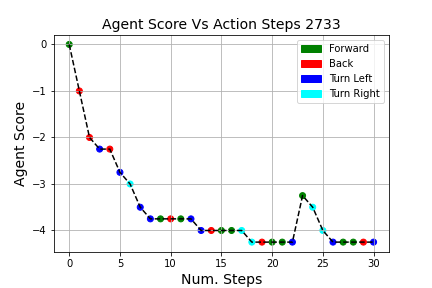 Agent Score Vs Action Steps 2733
Forward
Back
Turn Left
Turn Right
Agent Score
0
−1
−2
−3
−4
0 5 10 15 20 25 30
Num. Steps